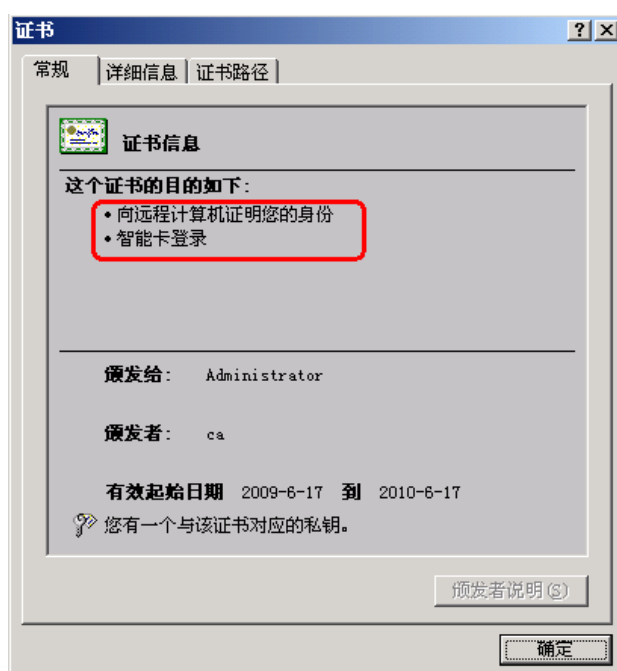 证书
常规 详细信息 证书路径
证书信息
这个证书的目的如下:
•向远程计算机证明您的身份
•智能卡登录
颁发给: Administrator
颁发者: ca
有效起始日期 2009-6-17 到 2010-6-17
您有一个与该证书对应的私钥。
颁发者说明(S)
确定